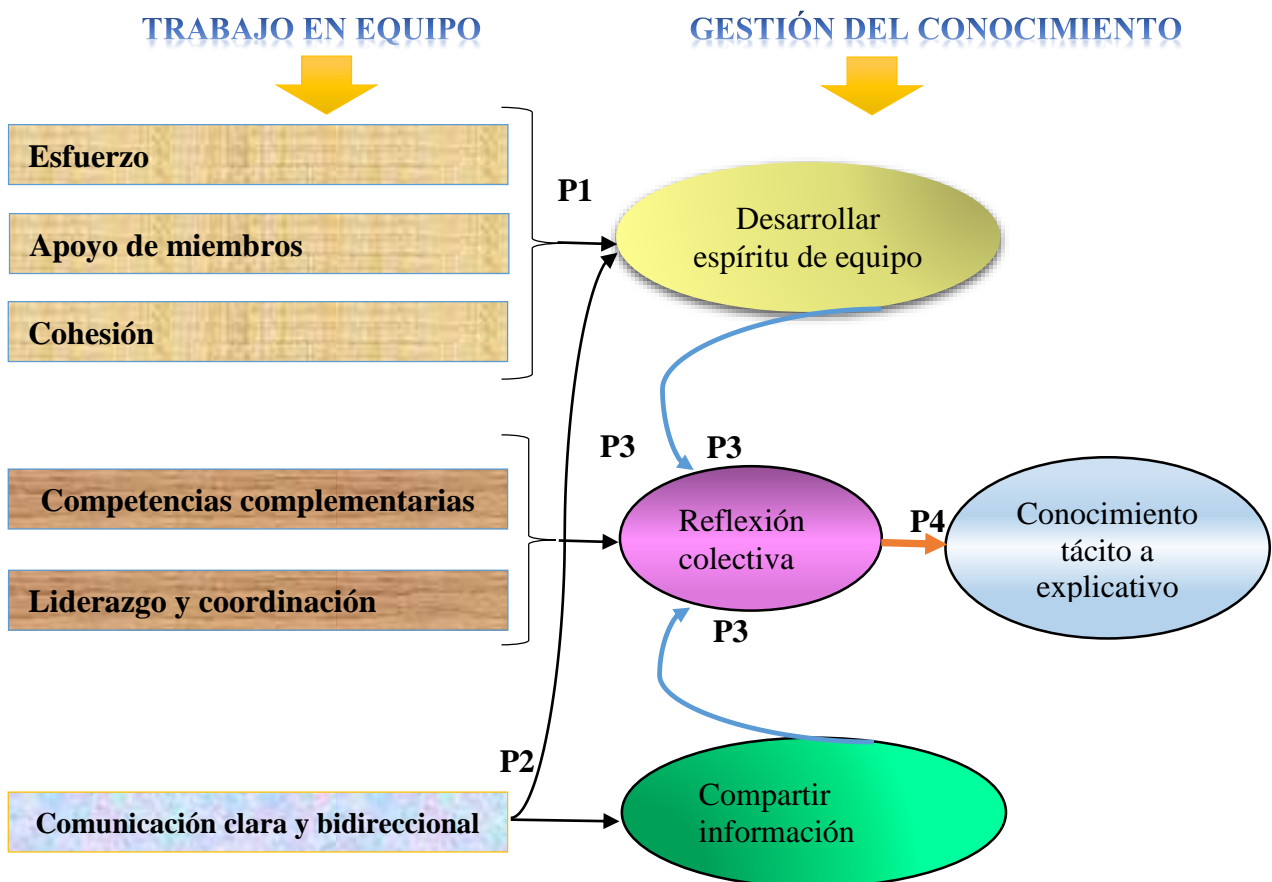 TRABAJO EN EQUIPO
GESTIÓN DEL CONOCIMIENTO
Esfuerzo
Apoyo de miembros
Cohesión
P1
Desarrollar
espíritu de equipo
P3
P3
Competencias complementarias
Liderazgo y coordinación
Reflexión
colectiva
P4
Conocimiento
tácito a
explicativo
P3
P2
Comunicación clara y bidireccional
Compartir
información